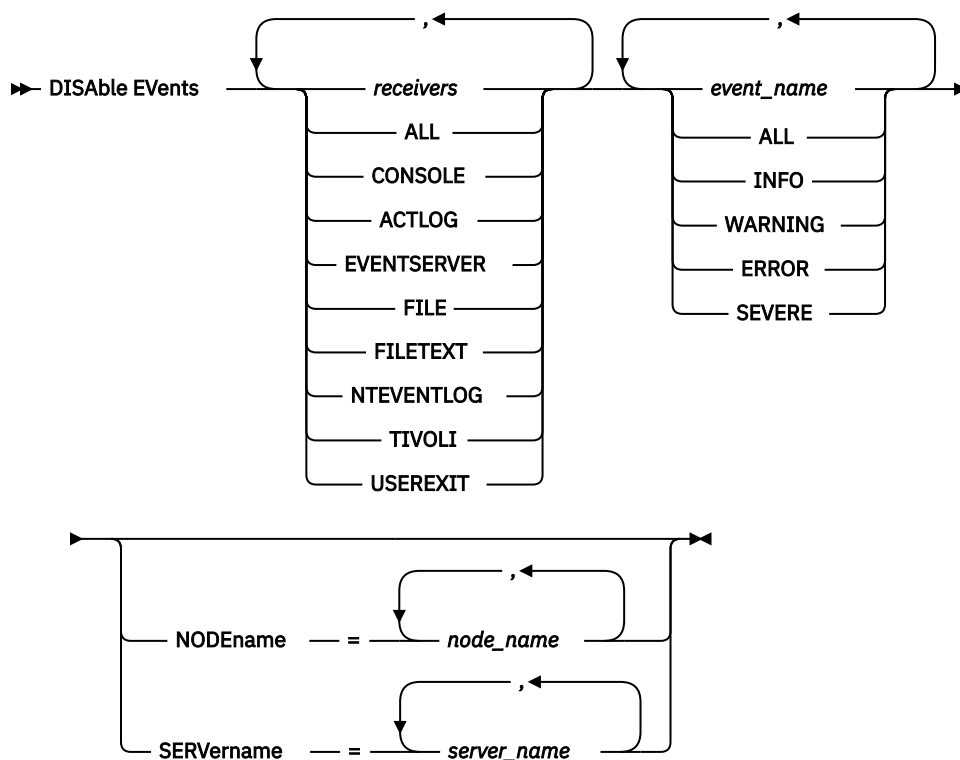 , ,
DISAble EVents receivers event_name
ALL ALL
CONSOLE INFO
ACTLOG WARNING
EVENTSERVER ERROR
FILE SEVERE
FILETEXT
NTEVENTLOG
TIVOLI
USEREXIT
,
NODEname = node_name
,
SERVername = server_name